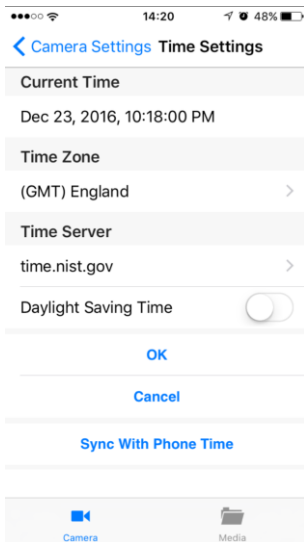 14:20 48%
Camera Settings Time Settings
Current Time
Dec 23, 2016, 10:18:00 PM
Time Zone
(GMT) England
Time Server
time.nist.gov
Daylight Saving Time
OK
Cancel
Sync With Phone Time
Camera Media